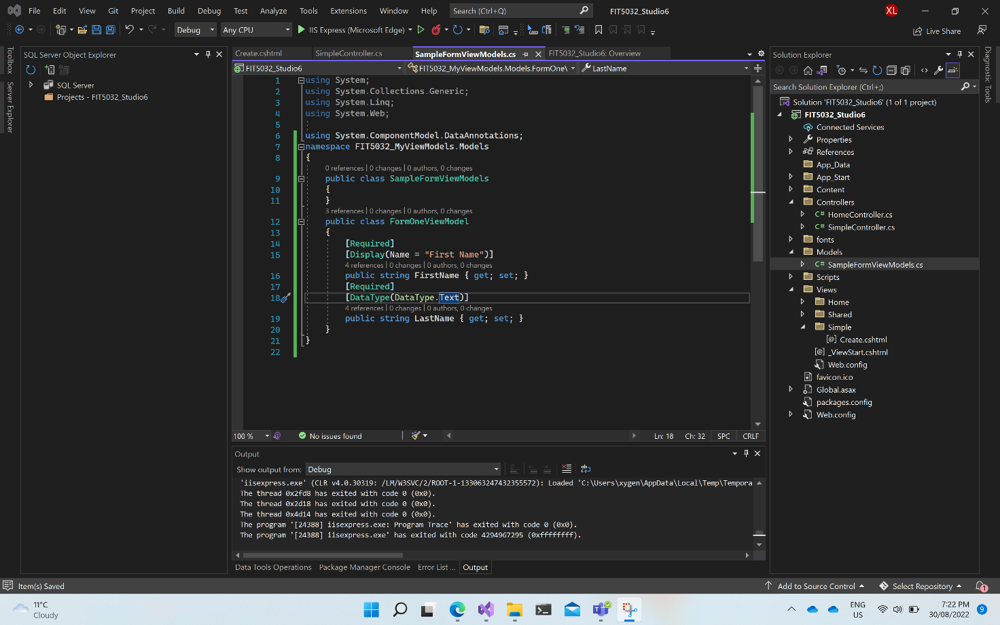 File Edit View Git Project Build Debug Test Analyze Tools Extensions Window Help Search (Ctrl+Q) FIT5032_Studio6 XL
Debug Any CPU IIS Express (Microsoft Edge) Live Share
Toolbox
Server Explorer
SQL Server Object Explorer
SQL Server
Projects - FIT5032_Studio6
Create.cshtml SimpleController.cs SampleFormViewModels.cs FIT5032_Studio6: Overview
FIT5032_Studio6 FIT5032_MyViewModels.Models.FormOne\ LastName
1 using System;
2 using System.Collections.Generic;
3 using System.Linq;
4 using System.Web;
5
6 using System.ComponentModel.DataAnnotations;
7 namespace FIT5032_MyViewModels.Models
8 {
0 references | 0 changes | 0 authors, 0 changes
9 public class SampleFormViewModels
10 {
11 }
3 references | 0 changes | 0 authors, 0 changes
12 public class FormOneViewModel
13 {
14 [Required]
15 [Display(Name = "First Name")]
4 references | 0 changes | 0 authors, 0 changes
16 public string FirstName { get; set; }
17 [Required]
18 [DataType(DataType.Text)]
4 references | 0 changes | 0 authors, 0 changes
19 public string LastName { get; set; }
20 }
21 }
22
100 % No issues found Ln: 18 Ch: 32 SPC CRLF
Output
Show output from: Debug
'iisexpress.exe' (CLR v4.0.30319: /LM/W3SVC/2/ROOT-1-133063247432355572): Loaded 'C:\Users\xygen\AppData\Local\Temp\Tempora
The thread 0x2fd8 has exited with code 0 (0x0).
The thread 0x2d18 has exited with code 0 (0x0).
The thread 0x4d14 has exited with code 0 (0x0).
The program '[24388] iisexpress.exe: Program Trace' has exited with code 0 (0x0).
The program '[24388] iisexpress.exe' has exited with code 4294967295 (0xffffffff).
Data Tools Operations Package Manager Console Error List ... Output
Solution Explorer
Search Solution Explorer (Ctrl+;)
Solution 'FIT5032_Studio6' (1 of 1 project)
FIT5032_Studio6
Connected Services
Properties
References
App_Data
App_Start
Content
Controllers
C# HomeController.cs
C# SimpleController.cs
fonts
Models
C# SampleFormViewModels.cs
Scripts
Views
Home
Shared
Simple
[@] Create.cshtml
[@] _ViewStart.cshtml
Web.config
favicon.ico
Global.asax
packages.config
Web.config
Diagnostic Tools
Item(s) Saved Add to Source Control Select Repository 1
11°C
Cloudy
ENG
US
7:22 PM
30/08/2022
9